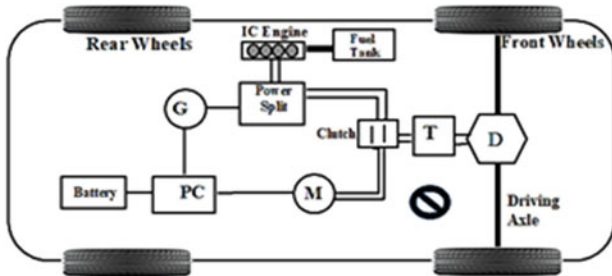 Rear Wheels
IC Engine
Fuel
Tank
Front Wheels
Power
Split
G
Clutch
T
D
Battery
PC
M
Driving
Axle